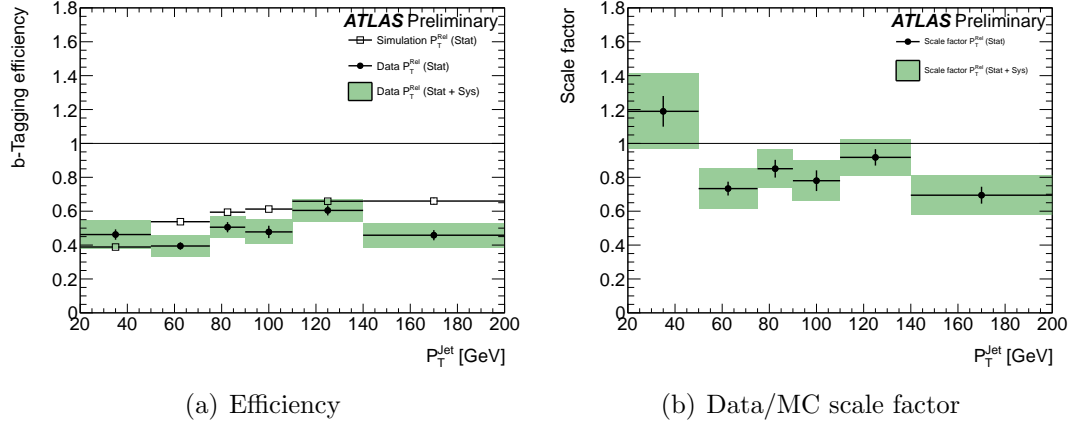 ATLAS Preliminary
Simulation P_T^Rel (Stat)
Data P_T^Rel (Stat)
Data P_T^Rel (Stat + Sys)
b-Tagging efficiency
1.8
1.6
1.4
1.2
1
0.8
0.6
0.4
0.2
0
20 40 60 80 100 120 140 160 180 200
P_T^Jet [GeV]
(a) Efficiency
ATLAS Preliminary
Scale factor P_T^Rel (Stat)
Scale factor P_T^Rel (Stat + Sys)
Scale factor
1.8
1.6
1.4
1.2
1
0.8
0.6
0.4
0.2
0
20 40 60 80 100 120 140 160 180 200
P_T^Jet [GeV]
(b) Data/MC scale factor